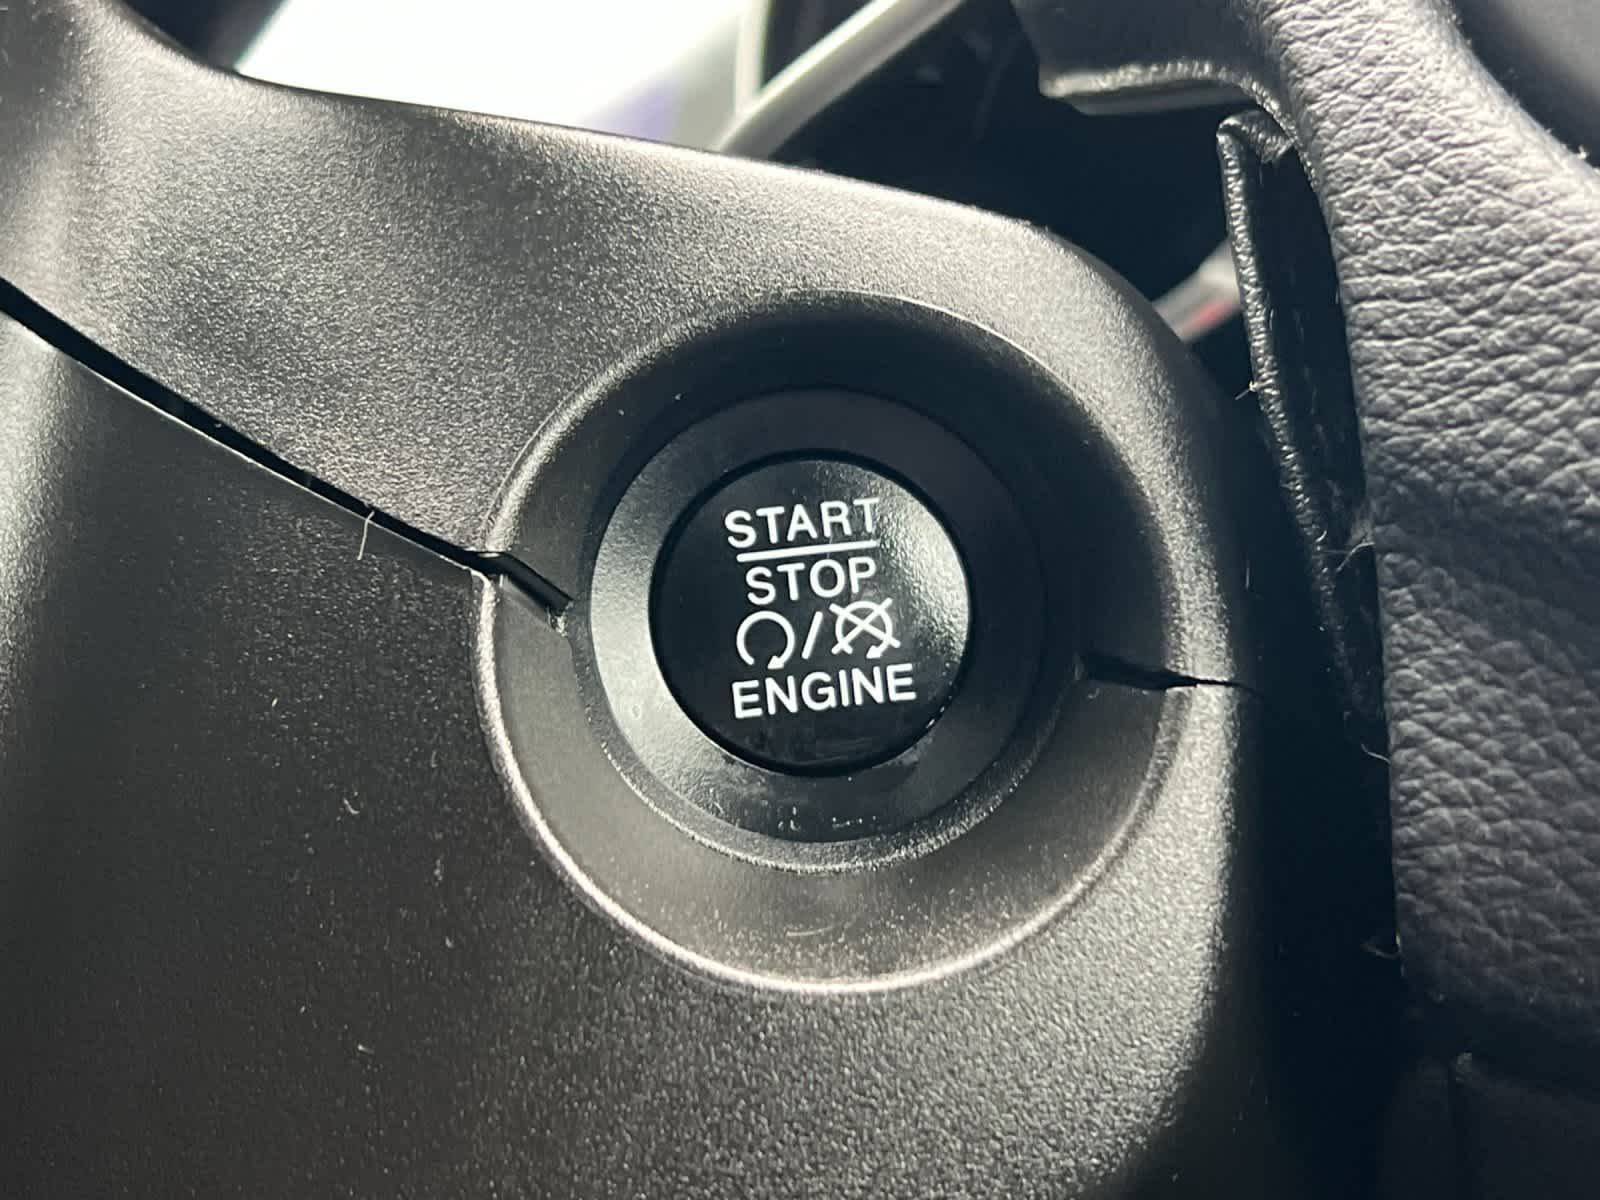 START
STOP
/
ENGINE